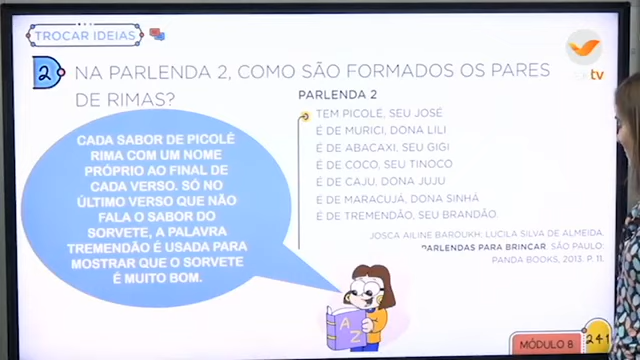 TROCAR IDEIAS
tv
2 NA PARLENDA 2, COMO SÃO FORMADOS OS PARES
DE RIMAS?
PARLENDA 2
TEM PICOLÉ, SEU JOSÉ
É DE MURICI, DONA LILI
É DE ABACAXI, SEU GIGI
É DE COCO, SEU TINOCO
É DE CAJU, DONA JUJU
E DE MARACUJÁ, DONA SINHÁ
E DE TREMENDÃO, SEU BRANDÃO.
JOSCA AILINE BAROUKH; LUCILA SILVA DE ALMEIDA.
PARLENDAS PARA BRINCAR. SÃO PAULO:
PANDA BOOKS, 2013. P. 11.
CADA SABOR DE PICOLÉ
RIMA COM UM NOME
PRÓPRIO AO FINAL DE
CADA VERSO. SÓ NO
ÚLTIMO VERSO QUE NÃO
FALA O SABOR DO
SORVETE, A PALAVRA
TREMENDÃO É USADA PARA
MOSTRAR QUE O SORVETE
É MUITO BOM.
A Z
MÓDULO 8
241